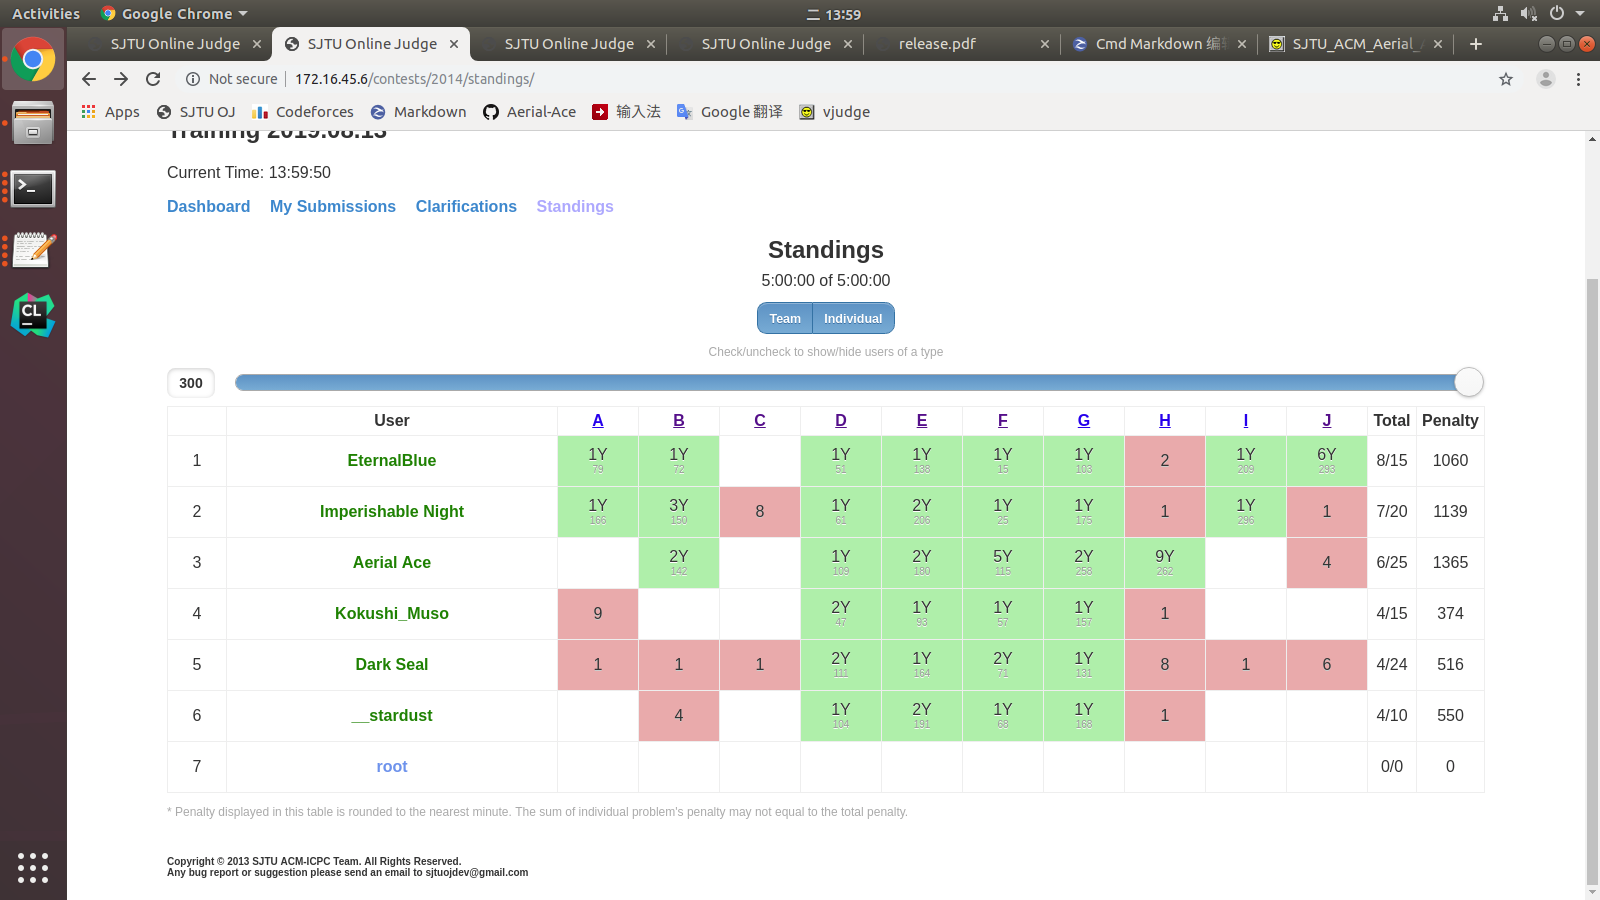 Activities Google Chrome 二 13:59
SJTU Online Judge SJTU Online Judge SJTU Online Judge SJTU Online Judge release.pdf Cmd Markdown 编辑 SJTU_ACM_Aerial_
Not secure 172.16.45.6/contests/2014/standings/
Apps SJTU OJ Codeforces Markdown Aerial-Ace 输入法 Google 翻译 vjudge
Training 2019.08.13
Current Time: 13:59:50
Dashboard My Submissions Clarifications Standings
Standings
5:00:00 of 5:00:00
Team Individual
Check/uncheck to show/hide users of a type
300
User A B C D E F G H I J Total Penalty
1 EternalBlue 1Y 1Y 1Y 1Y 1Y 1Y 2 1Y 6Y 8/15 1060
79 72 51 138 15 103 209 293
2 Imperishable Night 1Y 3Y 8 1Y 2Y 1Y 1Y 1 1Y 1 7/20 1139
166 150 61 206 25 175 296
3 Aerial Ace 2Y 1Y 2Y 5Y 2Y 9Y 4 6/25 1365
142 109 180 115 258 262
4 Kokushi_Muso 9 2Y 1Y 1Y 1Y 1 4/15 374
47 93 57 157
5 Dark Seal 1 1 1 2Y 1Y 2Y 1Y 8 1 6 4/24 516
111 164 71 131
6 __stardust 4 1Y 2Y 1Y 1Y 1 4/10 550
104 191 68 168
7 root 0/0 0
* Penalty displayed in this table is rounded to the nearest minute. The sum of individual problem's penalty may not equal to the total penalty.
Copyright © 2013 SJTU ACM-ICPC Team. All Rights Reserved.
Any bug report or suggestion please send an email to sjtuojdev@gmail.com